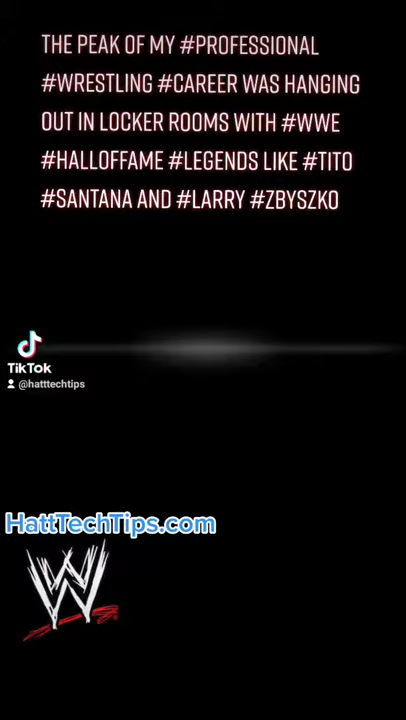 THE PEAK OF MY #PROFESSIONAL
#WRESTLING #CAREER WAS HANGING
OUT IN LOCKER ROOMS WITH #WWE
#HALLOFFAME #LEGENDS LIKE #TITO
#SANTANA AND #LARRY #ZBYSZKO
TikTok
@hatttechtips
HattTechTips.com
W